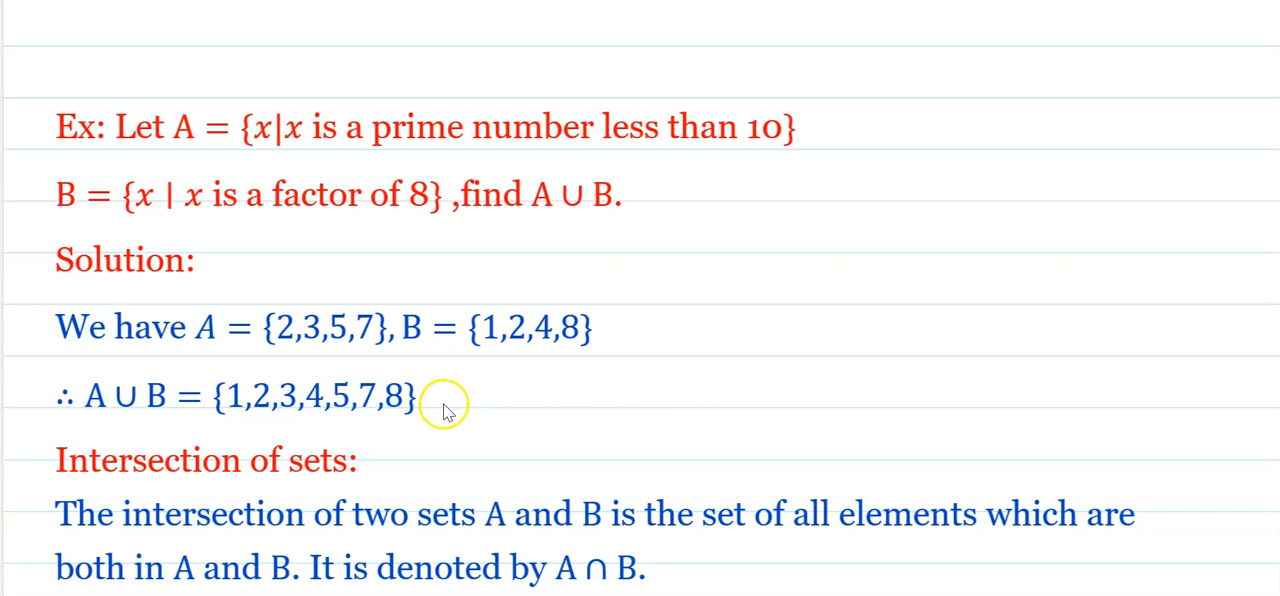 Ex: Let A = {x|x is a prime number less than 10}
B = {x | x is a factor of 8} ,find A ∪ B.
Solution:
We have A = {2,3,5,7}, B = {1,2,4,8}
∴ A ∪ B = {1,2,3,4,5,7,8}
Intersection of sets:
The intersection of two sets A and B is the set of all elements which are
both in A and B. It is denoted by A ∩ B.